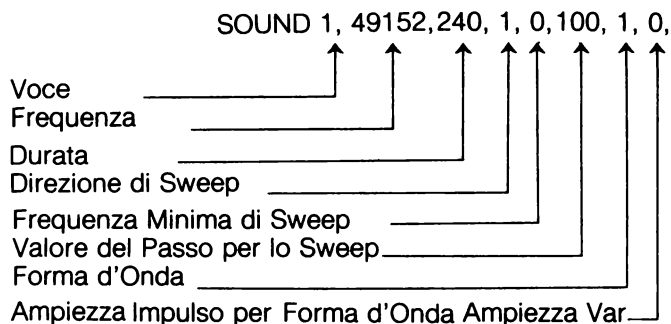 SOUND 1, 49152,240, 1, 0,100, 1, 0,
Voce
Frequenza
Durata
Direzione di Sweep
Frequenza Minima di Sweep
Valore del Passo per lo Sweep
Forma d'Onda
Ampiezza Impulso per Forma d'Onda Ampiezza Var